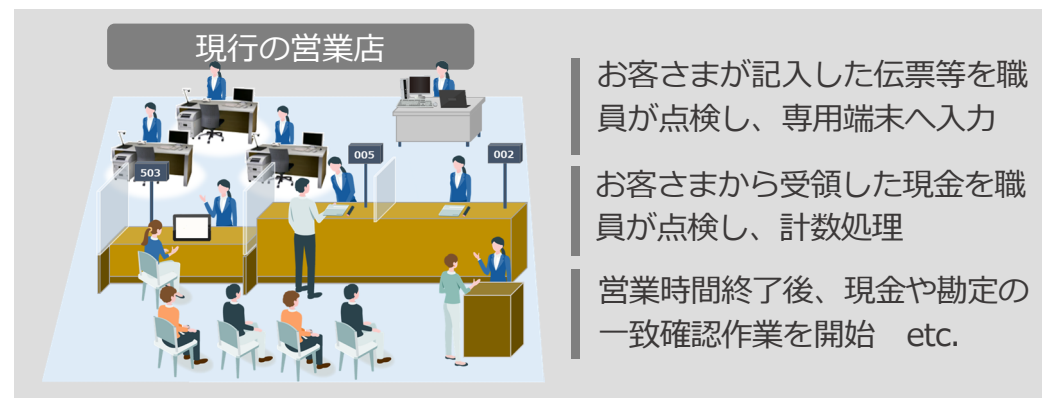 現行の営業店
503
005
002
お客さまが記入した伝票等を職
員が点検し、専用端末へ入力
お客さまから受領した現金を職
員が点検し、計数処理
営業時間終了後、現金や勘定の
一致確認作業を開始　etc.